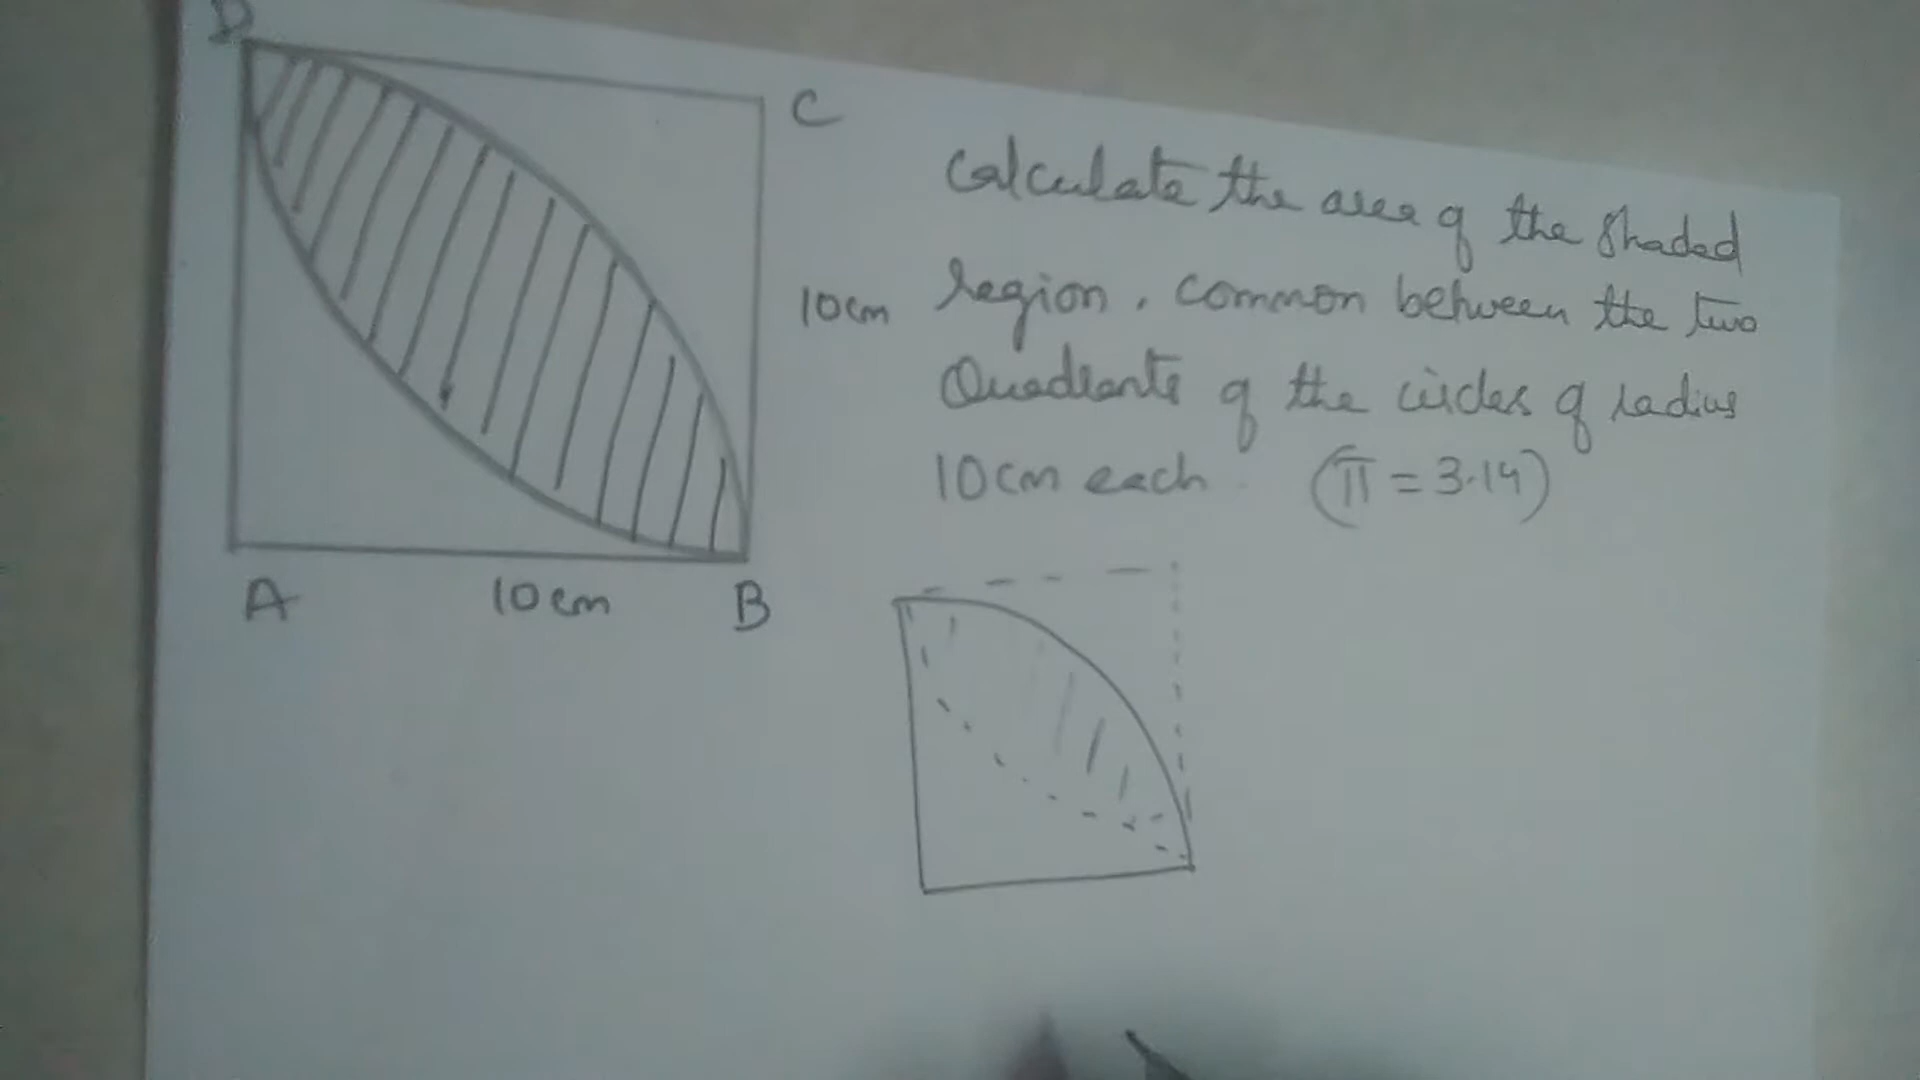 D
C
Calculate the area of the shaded
10cm
region, common between the two
Quadrants of the circles of radius
10cm each. (π = 3.14)
A
10cm
B